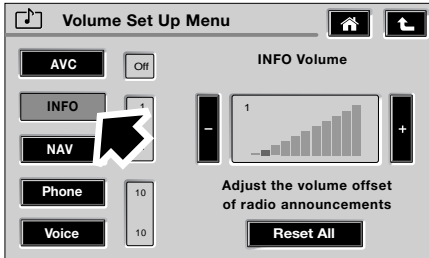 Volume Set Up Menu
AVC
Off
INFO Volume
INFO
1
1
-
+
NAV
Phone
10
Adjust the volume offset
of radio announcements
Voice
10
Reset All